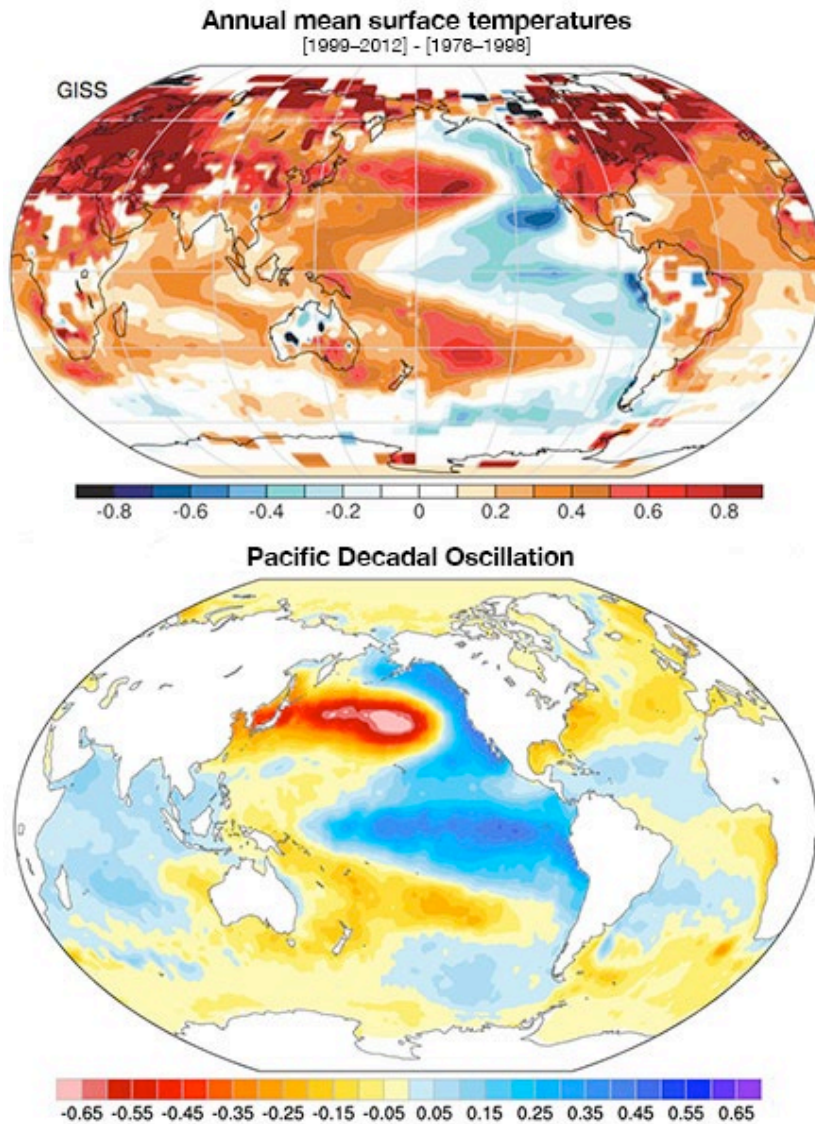 Annual mean surface temperatures
[1999–2012] - [1976–1998]
GISS
-0.8 -0.6 -0.4 -0.2 0 0.2 0.4 0.6 0.8
Pacific Decadal Oscillation
-0.65 -0.55 -0.45 -0.35 -0.25 -0.15 -0.05 0.05 0.15 0.25 0.35 0.45 0.55 0.65